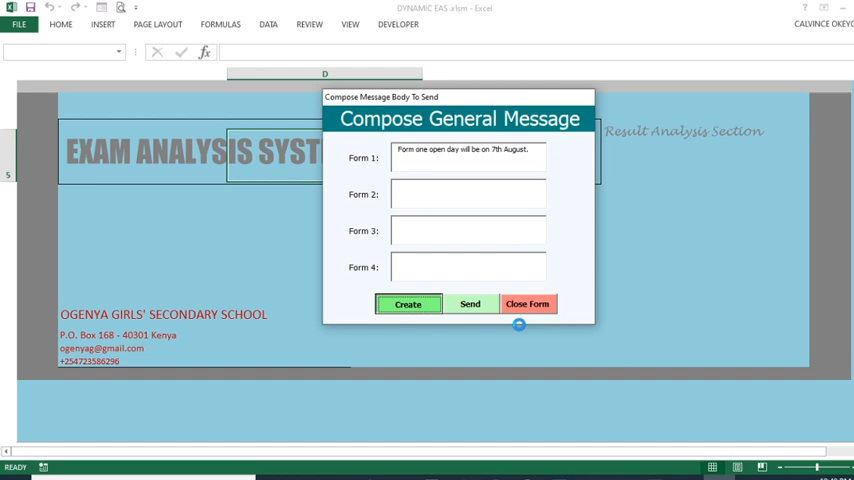 DYNAMIC EAS .xlsm - Excel
FILE HOME INSERT PAGE LAYOUT FORMULAS DATA REVIEW VIEW DEVELOPER CALVINCE OKEYO
fx
D
Compose Message Body To Send
Compose General Message
Result Analysis Section
EXAM ANALYSIS SYST
Form 1: Form one open day will be on 7th August.
Form 2:
Form 3:
Form 4:
5
Create Send Close Form
OGENYA GIRLS' SECONDARY SCHOOL
P.O. Box 168 - 40301 Kenya
ogenyag@gmail.com
+254723586296
READY